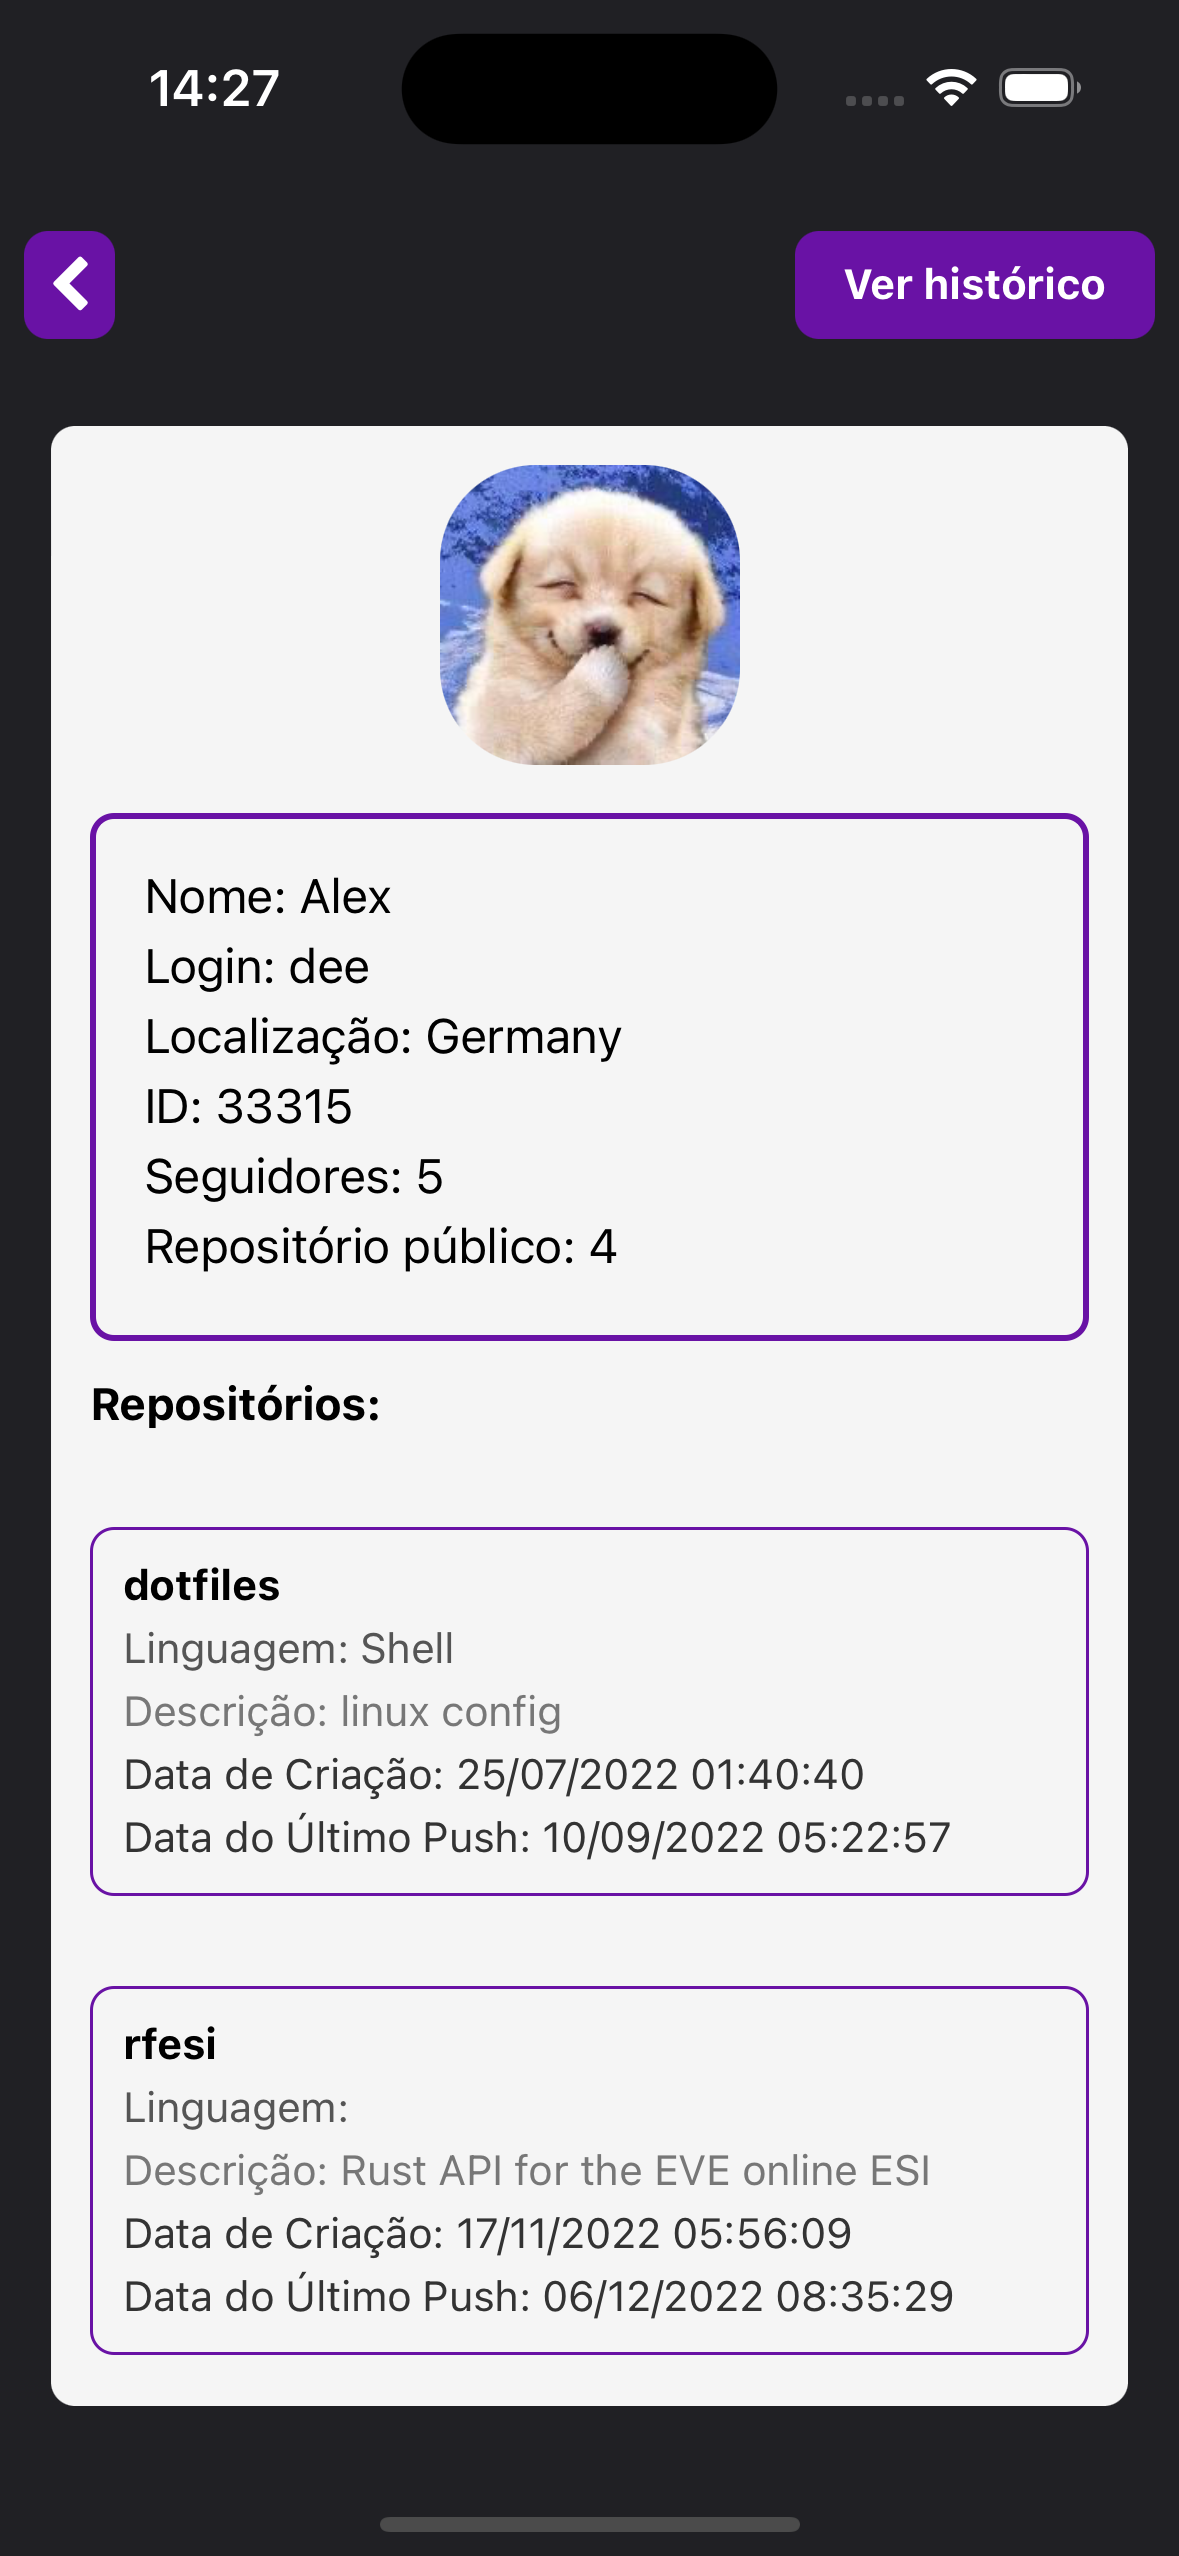 14:27
Ver histórico
Nome: Alex
Login: dee
Localização: Germany
ID: 33315
Seguidores: 5
Repositório público: 4
Repositórios:
dotfiles
Linguagem: Shell
Descrição: linux config
Data de Criação: 25/07/2022 01:40:40
Data do Último Push: 10/09/2022 05:22:57
rfesi
Linguagem:
Descrição: Rust API for the EVE online ESI
Data de Criação: 17/11/2022 05:56:09
Data do Último Push: 06/12/2022 08:35:29